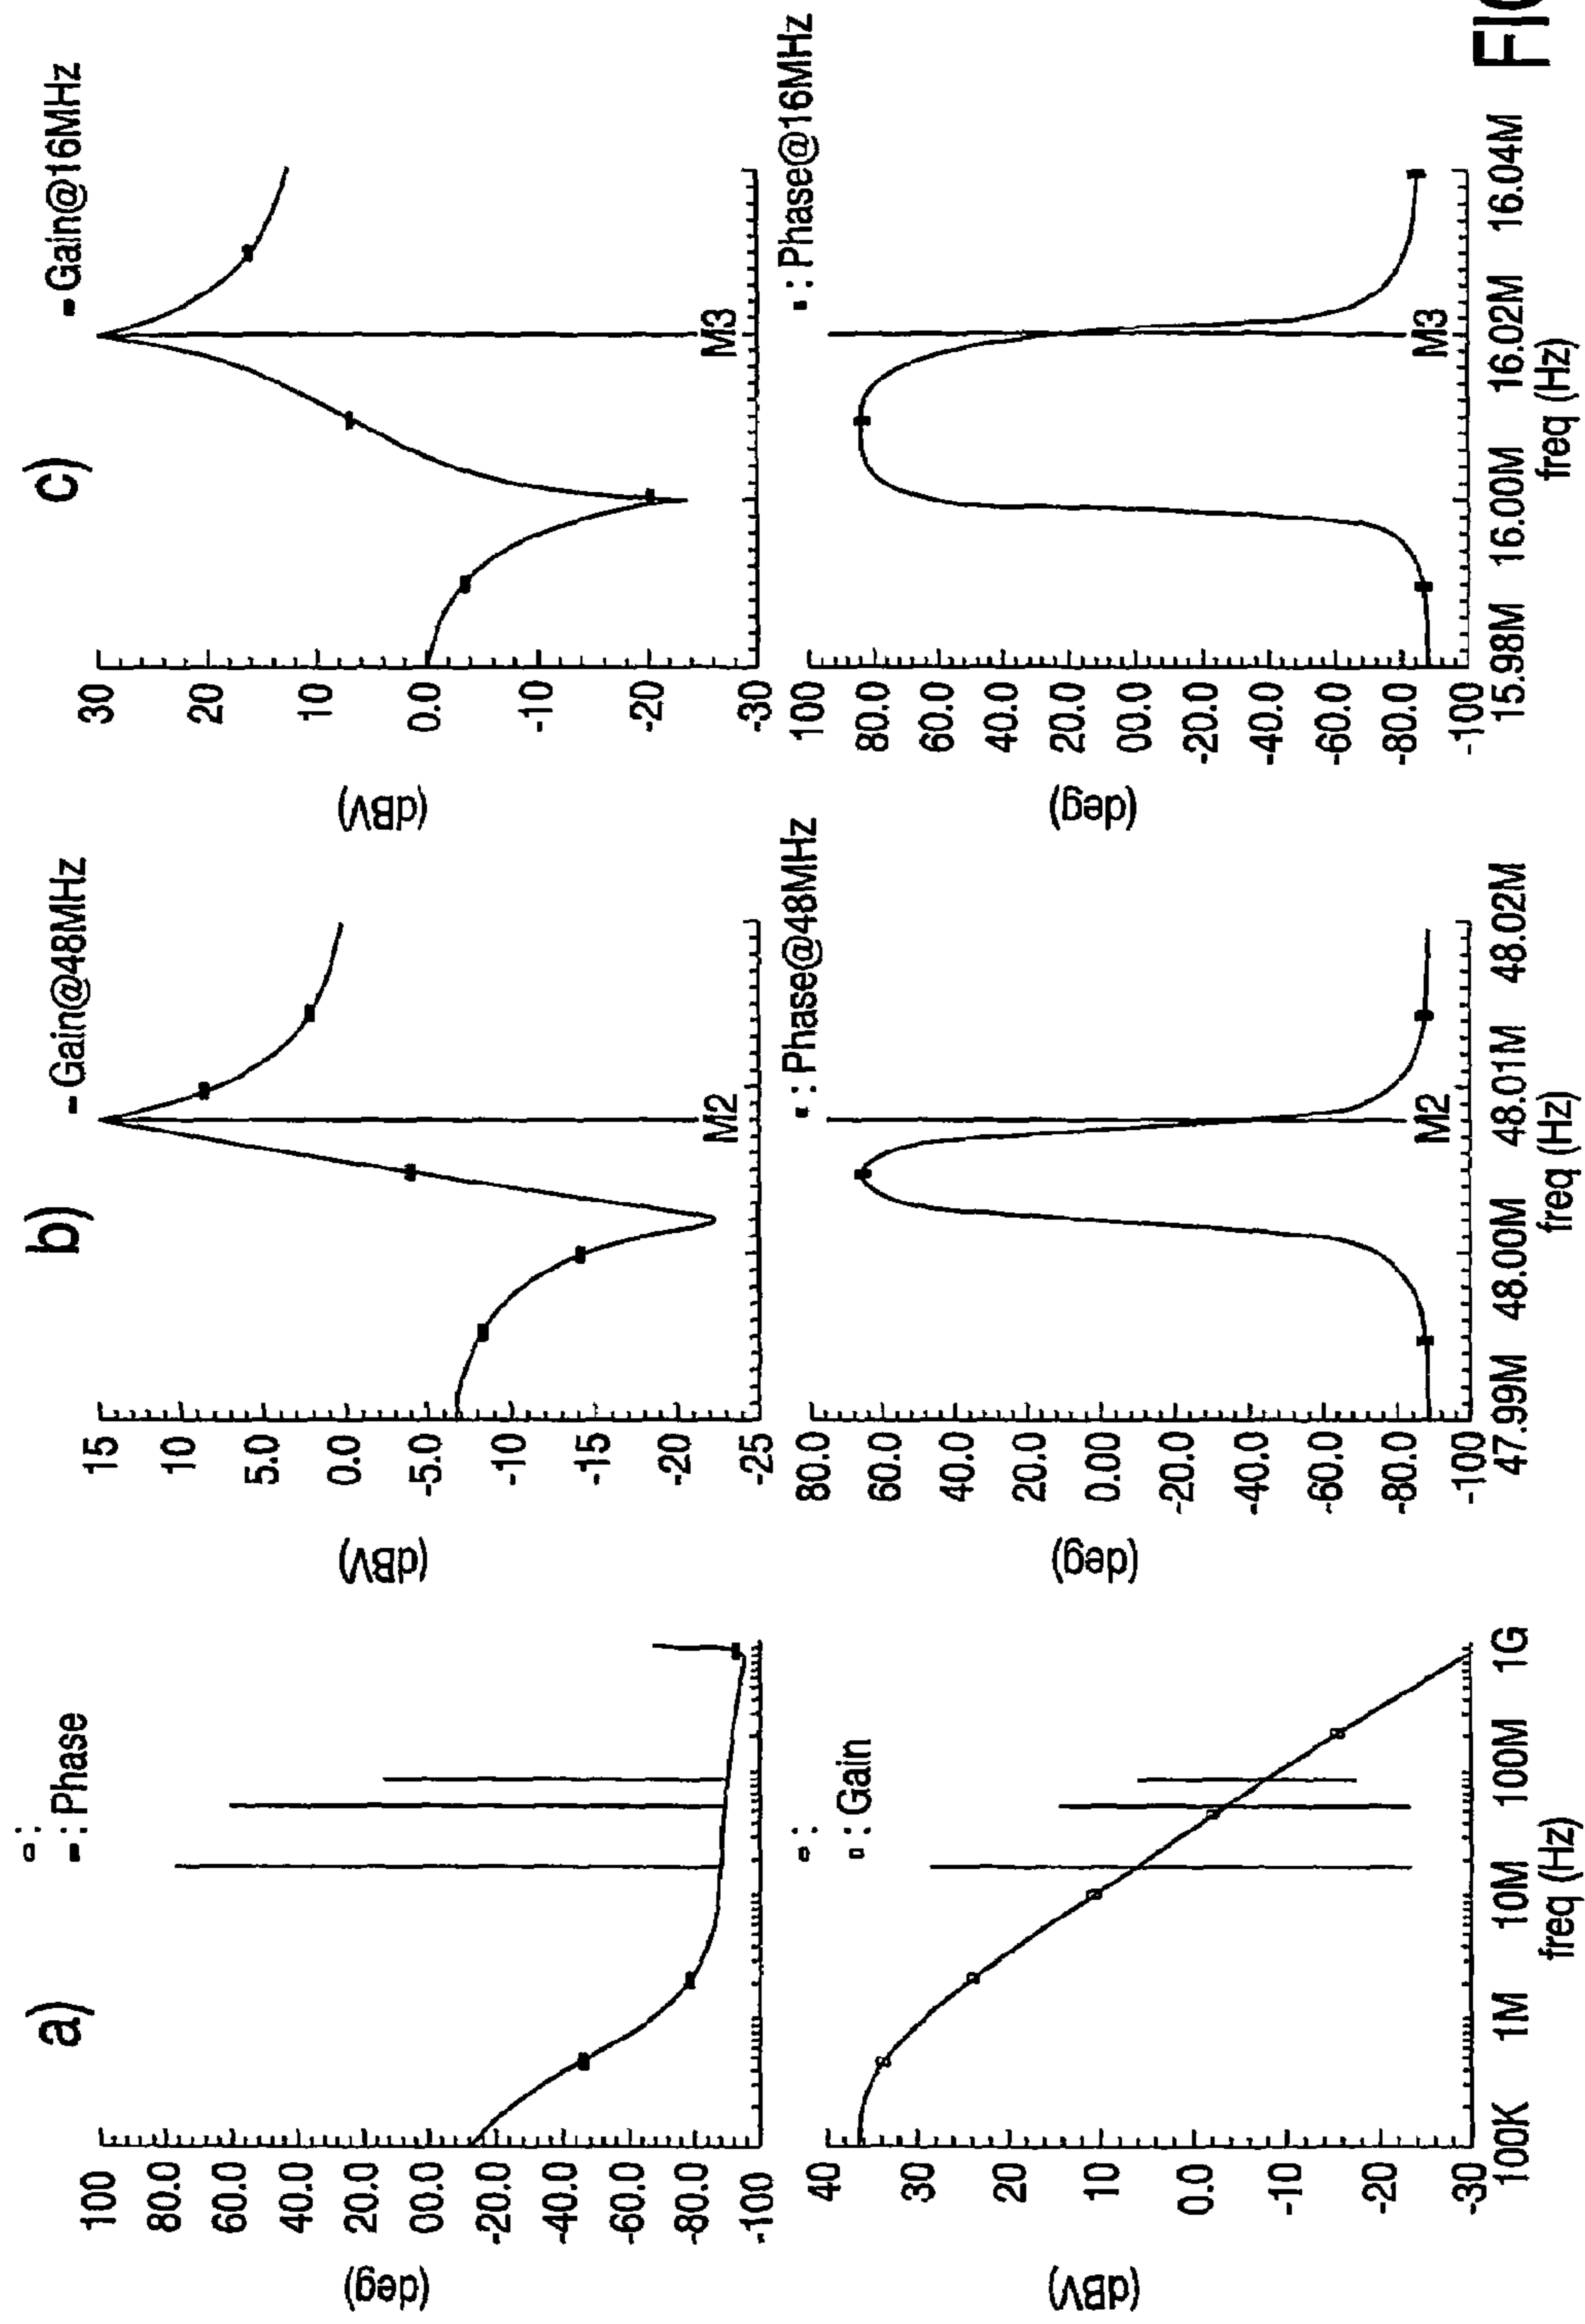 a)
:
: Phase
(deg)
100
80.0
60.0
40.0
20.0
00.0
-20.0
-40.0
-60.0
-80.0
-100
:
: Gain
(dBV)
40
30
20
10
0.0
-10
-20
-30
100K 1M 10M 100M 1G
freq (Hz)
b)
- Gain@48MHz
(dBV)
15
10
5.0
0.0
-5.0
-10
-15
-20
-25
M2
: Phase@48MHz
(deg)
80.0
60.0
40.0
20.0
0.00
-20.0
-40.0
-60.0
-80.0
-100
M2
47.99M 48.00M 48.01M 48.02M
freq (Hz)
c)
- Gain@16MHz
(dBV)
30
20
10
0.0
-10
-20
-30
M3
: Phase@16MHz
(deg)
100
80.0
60.0
40.0
20.0
00.0
-20.0
-40.0
-60.0
-80.0
-100
M3
15.98M 16.00M 16.02M 16.04M
freq (Hz)